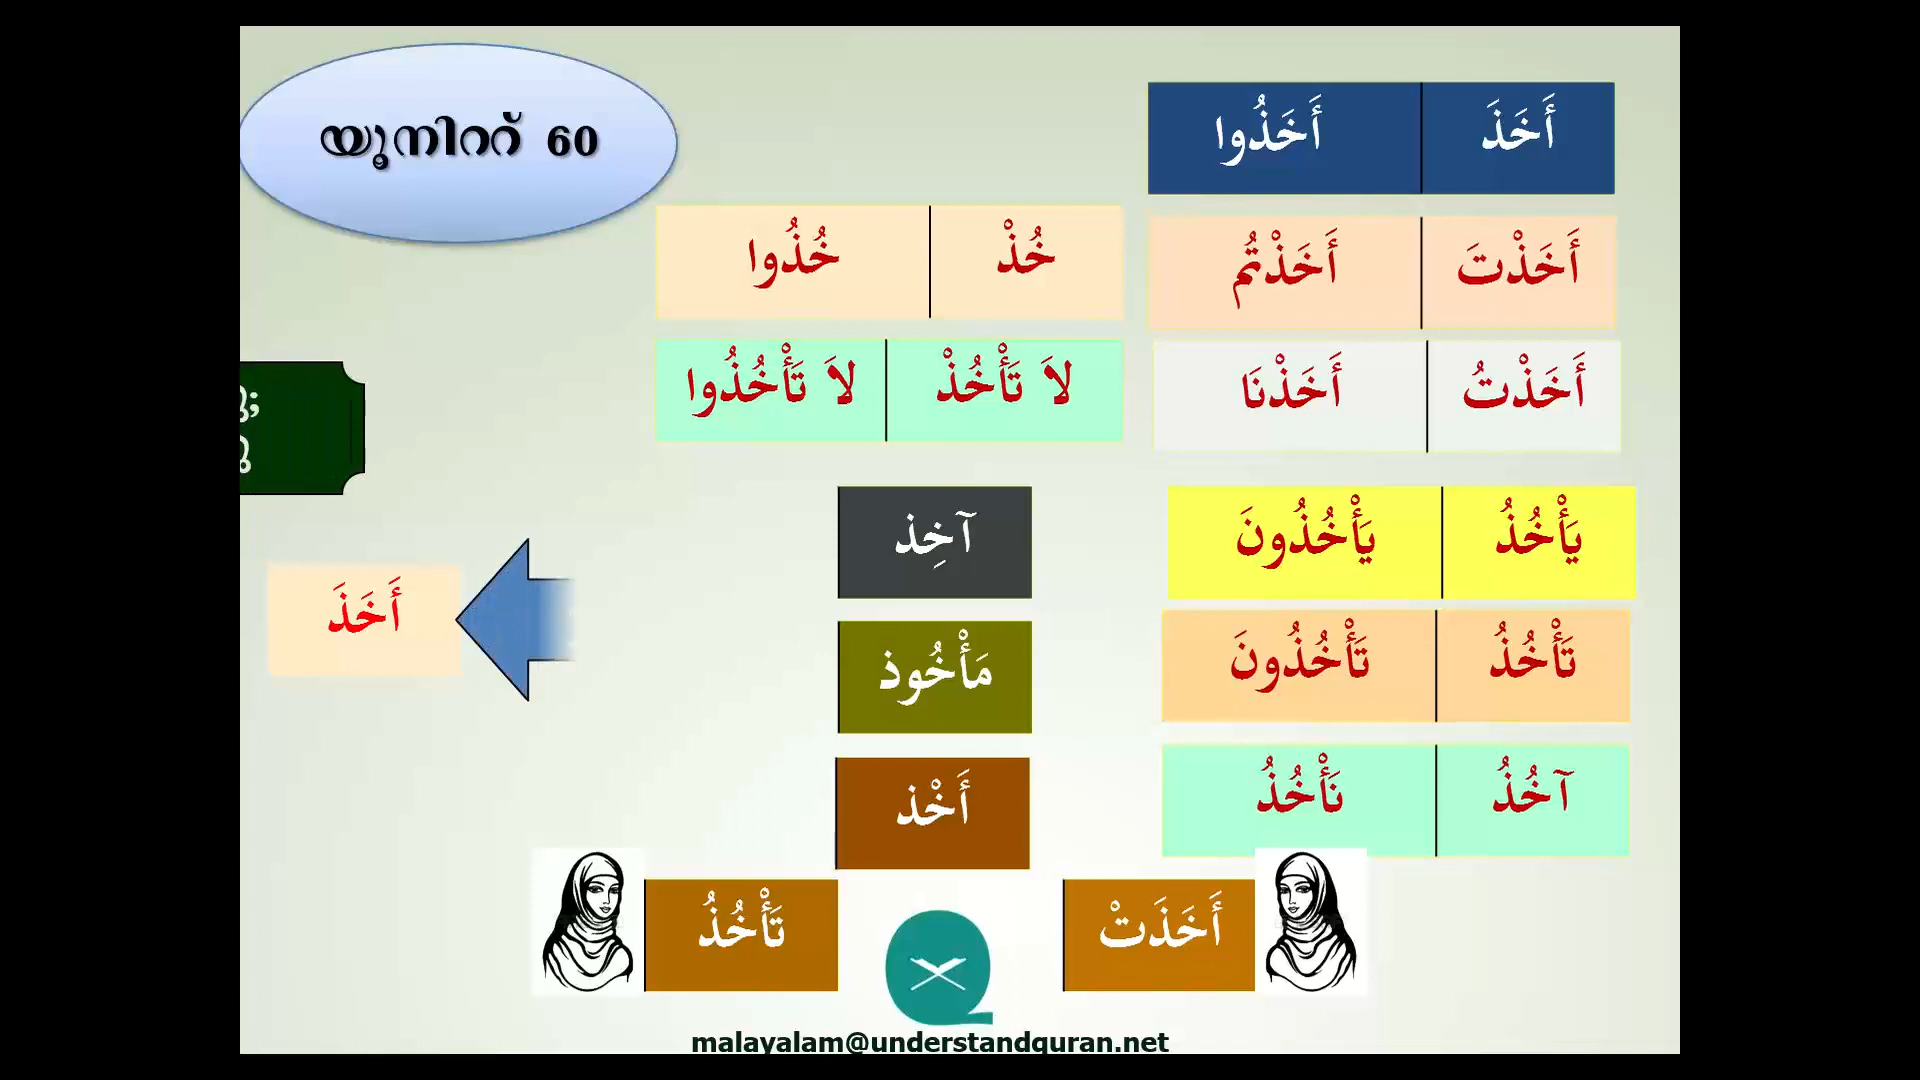 യൂനിററ് 60
أَخَذَ أَخَذُوا
أَخَذْتَ أَخَذْتُم
أَخَذْتُ أَخَذْنَا
خُذْ خُذُوا
لاَ تَأْخُذْ لاَ تَأْخُذُوا
يَأْخُذُ يَأْخُذُونَ
تَأْخُذُ تَأْخُذُونَ
آخُذُ نَأْخُذُ
آخِذ
مَأْخُوذ
أَخْذ
أَخَذَ
أَخَذَتْ
تَأْخُذُ
malayalam@understandquran.net